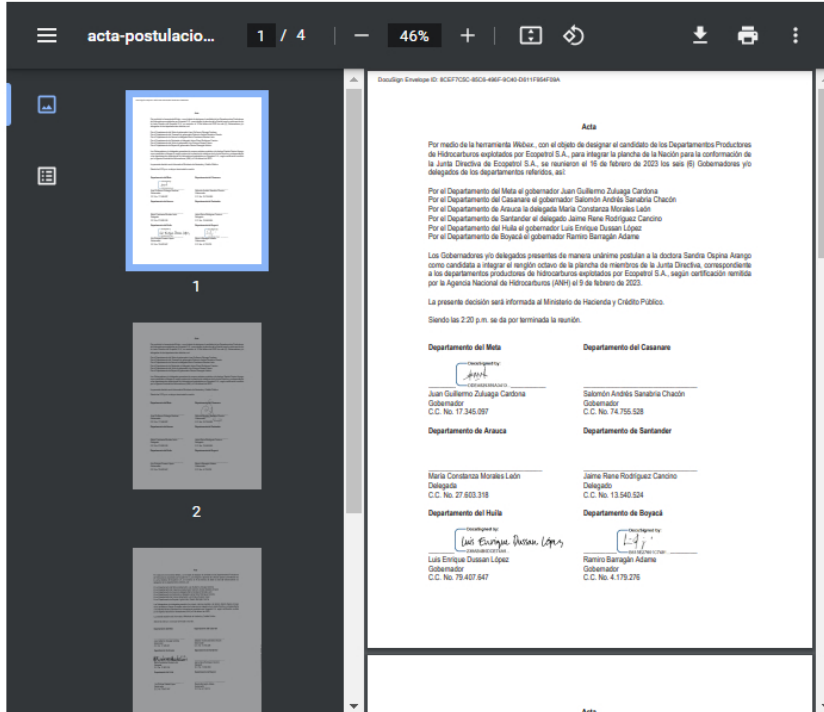 acta-postulacio...
1 / 4
46%
DocuSign Envelope ID:
Acta
Por medio de la herramienta Webex, con el objeto de designar el candidato de los Departamentos Productores
de Hidrocarburos explotados por Ecopetrol S.A., para integrar la plancha de la Nación para la conformación de
la Junta Directiva de Ecopetrol S.A., se reunieron el 16 de febrero de 2023 los seis (6) Gobernadores y/o
delegados de los departamentos referidos, así:
Por el Departamento del Meta el gobernador Juan Guillermo Zuluaga Cardona
Por el Departamento del Casanare el gobernador Salomón Andrés Sanabria Chacón
Por el Departamento de Arauca la delegada María Constanza Morales León
Por el Departamento de Santander el delegado Jaime Rene Rodríguez Cancino
Por el Departamento del Huila el gobernador Luis Enrique Dussan López
Por el Departamento de Boyacá el gobernador Ramiro Barragán Adame
Los Gobernadores y/o delegados presentes de manera unánime postulan a la doctora Sandra Ospina Arango
como candidata a integrar el renglón octavo de la plancha de miembros de la Junta Directiva, correspondiente
a los departamentos productores de hidrocarburos explotados por Ecopetrol S.A., según certificación remitida
por la Agencia Nacional de Hidrocarburos (ANH) el 9 de febrero de 2023.
La presente decisión será informada al Ministerio de Hacienda y Crédito Público.
Siendo las 2:20 p.m. se da por terminada la reunión.
Departamento del Meta Departamento del Casanare
DocuSigned by:
Juan Guillermo Zuluaga Cardona Salomón Andrés Sanabria Chacón
Gobernador Gobernador
C.C. No. 17.345.097 C.C. No. 74.755.528
Departamento de Arauca Departamento de Santander
María Constanza Morales León Jaime Rene Rodríguez Cancino
Delegada Delegado
C.C. No. 27.603.318 C.C. No. 13.540.524
Departamento del Huila Departamento de Boyacá
DocuSigned by: DocuSigned by:
Luis Enrique Dussan López
Luis Enrique Dussan López Ramiro Barragán Adame
Gobernador Gobernador
C.C. No. 79.407.647 C.C. No. 4.179.276
Acta
1
2